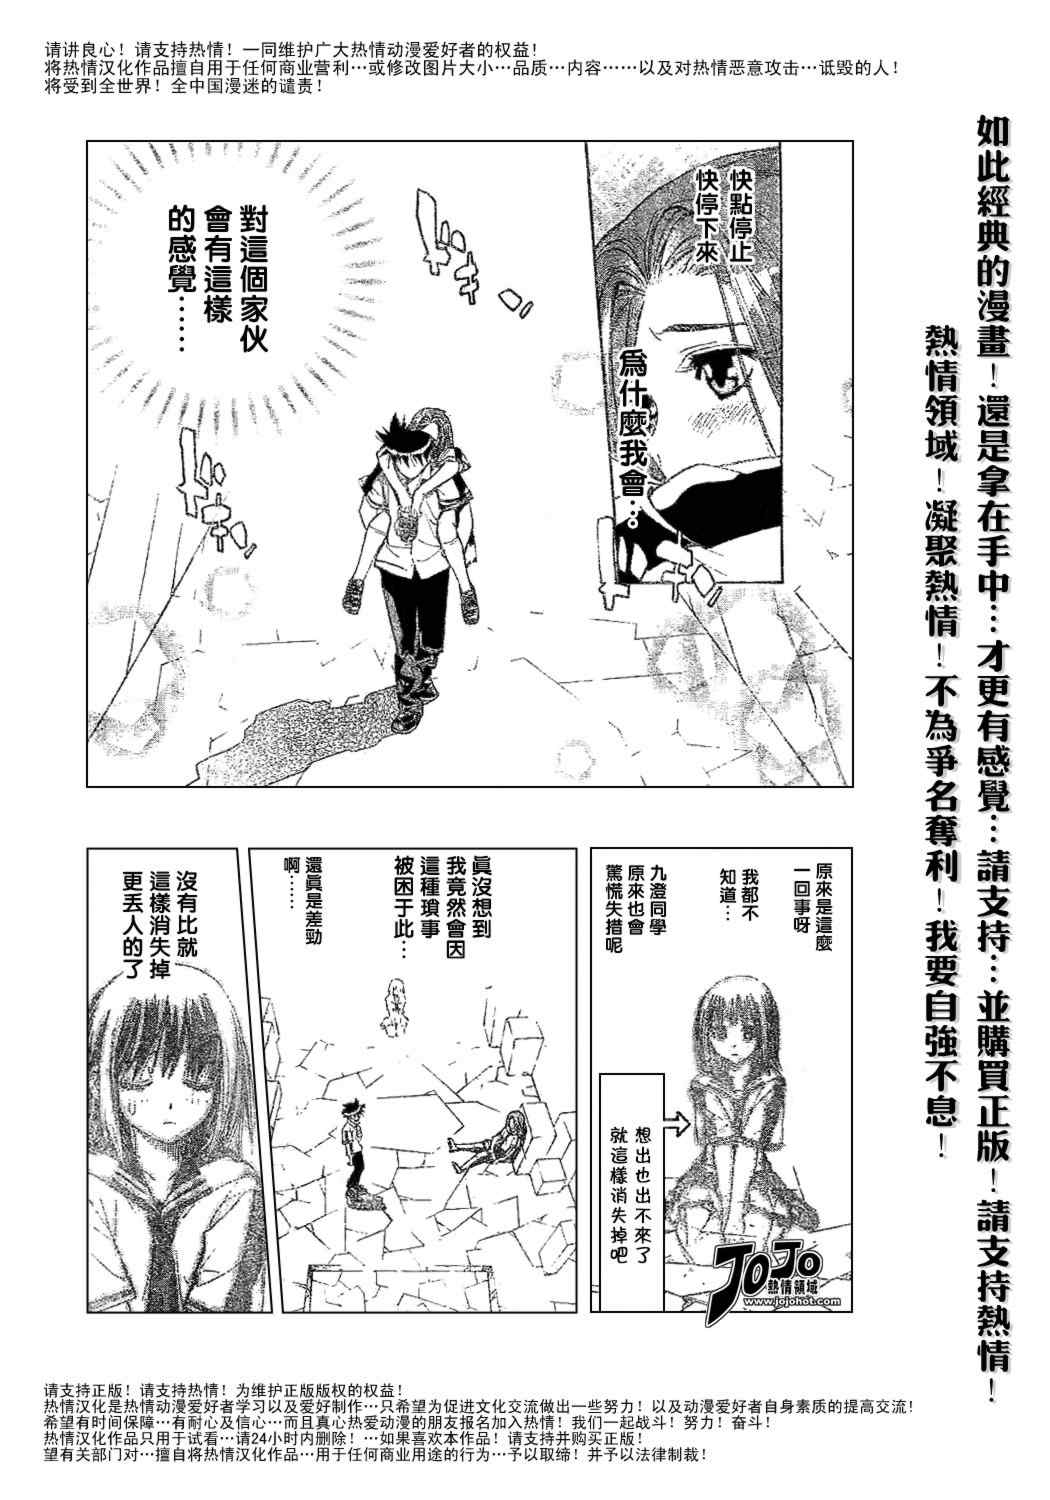 请讲良心！请支持热情！一同维护广大热情动漫爱好者的权益！
将热情汉化作品擅自用于任何商业营利…或修改图片大小…品质…内容……以及对热情恶意攻击…诋毁的人！
将受到全世界！全中国漫迷的谴责！
如此經典的漫畫！還是拿在手中…才更有感覺…請支持…並購買正版！請支持熱情！
熱情領域！凝聚熱情！不為爭名奪利！我要自強不息！
快點停止
快停下來
為什麼我會…。
對這個家伙
會有這樣
的感覺……
原來是這麼
一回事呀
我都不
知道…
九澄同學
原來也會
驚慌失措呢
想出也出不來了
就這樣消失掉吧
真沒想到
我竟然會因
這種瑣事
被困于此…
還真是差勁
啊……
沒有比就
這樣消失掉
更丟人的了
JOJO
熱情領域
www.jojohot.com
请支持正版！请支持热情！为维护正版版权的权益！
热情汉化是热情动漫爱好者学习以及爱好制作…只希望为促进文化交流做出一些努力！以及动漫爱好者自身素质的提高交流！
希望有时间保障…有耐心及信心…而且真心热爱动漫的朋友报名加入热情！我们一起战斗！努力！奋斗！
热情汉化作品只用于试看…请24小时内删除！…如果喜欢本作品！请支持并购买正版！
望有关部门对…擅自将热情汉化作品…用于任何商业用途的行为…予以取缔！并予以法律制裁！